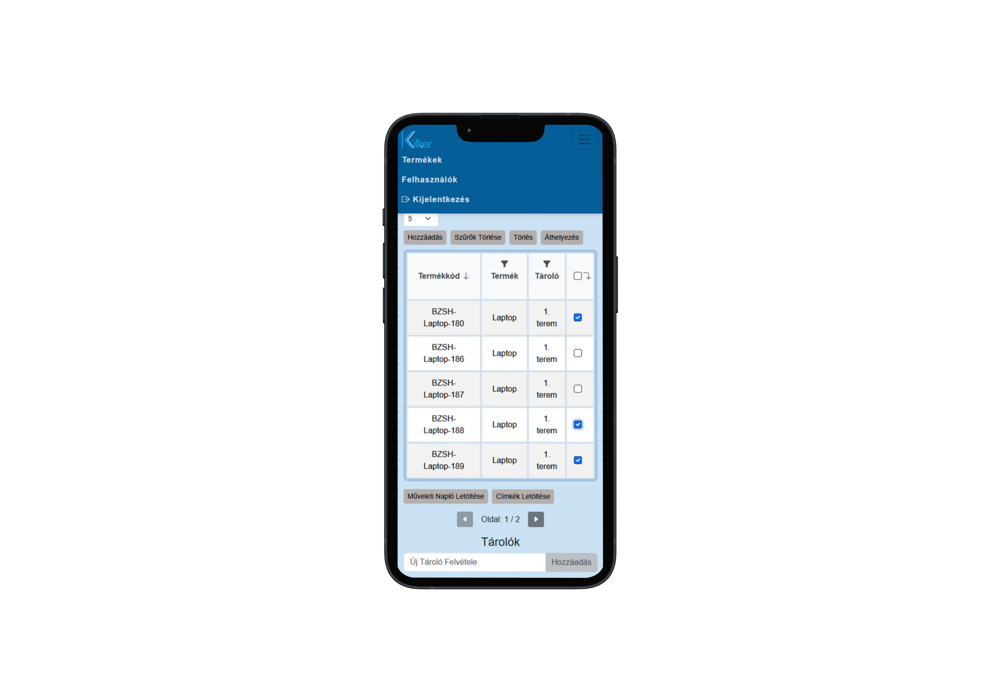 Külker
Termékek
Felhasználók
Kijelentkezés
5
Hozzáadás Szűrők Törlése Törlés Áthelyezés
Termékkód Termék Tároló
BZSH-
Laptop-180 Laptop 1. terem
BZSH-
Laptop-186 Laptop 1. terem
BZSH-
Laptop-187 Laptop 1. terem
BZSH-
Laptop-188 Laptop 1. terem
BZSH-
Laptop-189 Laptop 1. terem
Műveleti Napló Letöltése Címkék Letöltése
Oldal: 1 / 2
Tárolók
Új Tároló Felvétele Hozzáadás